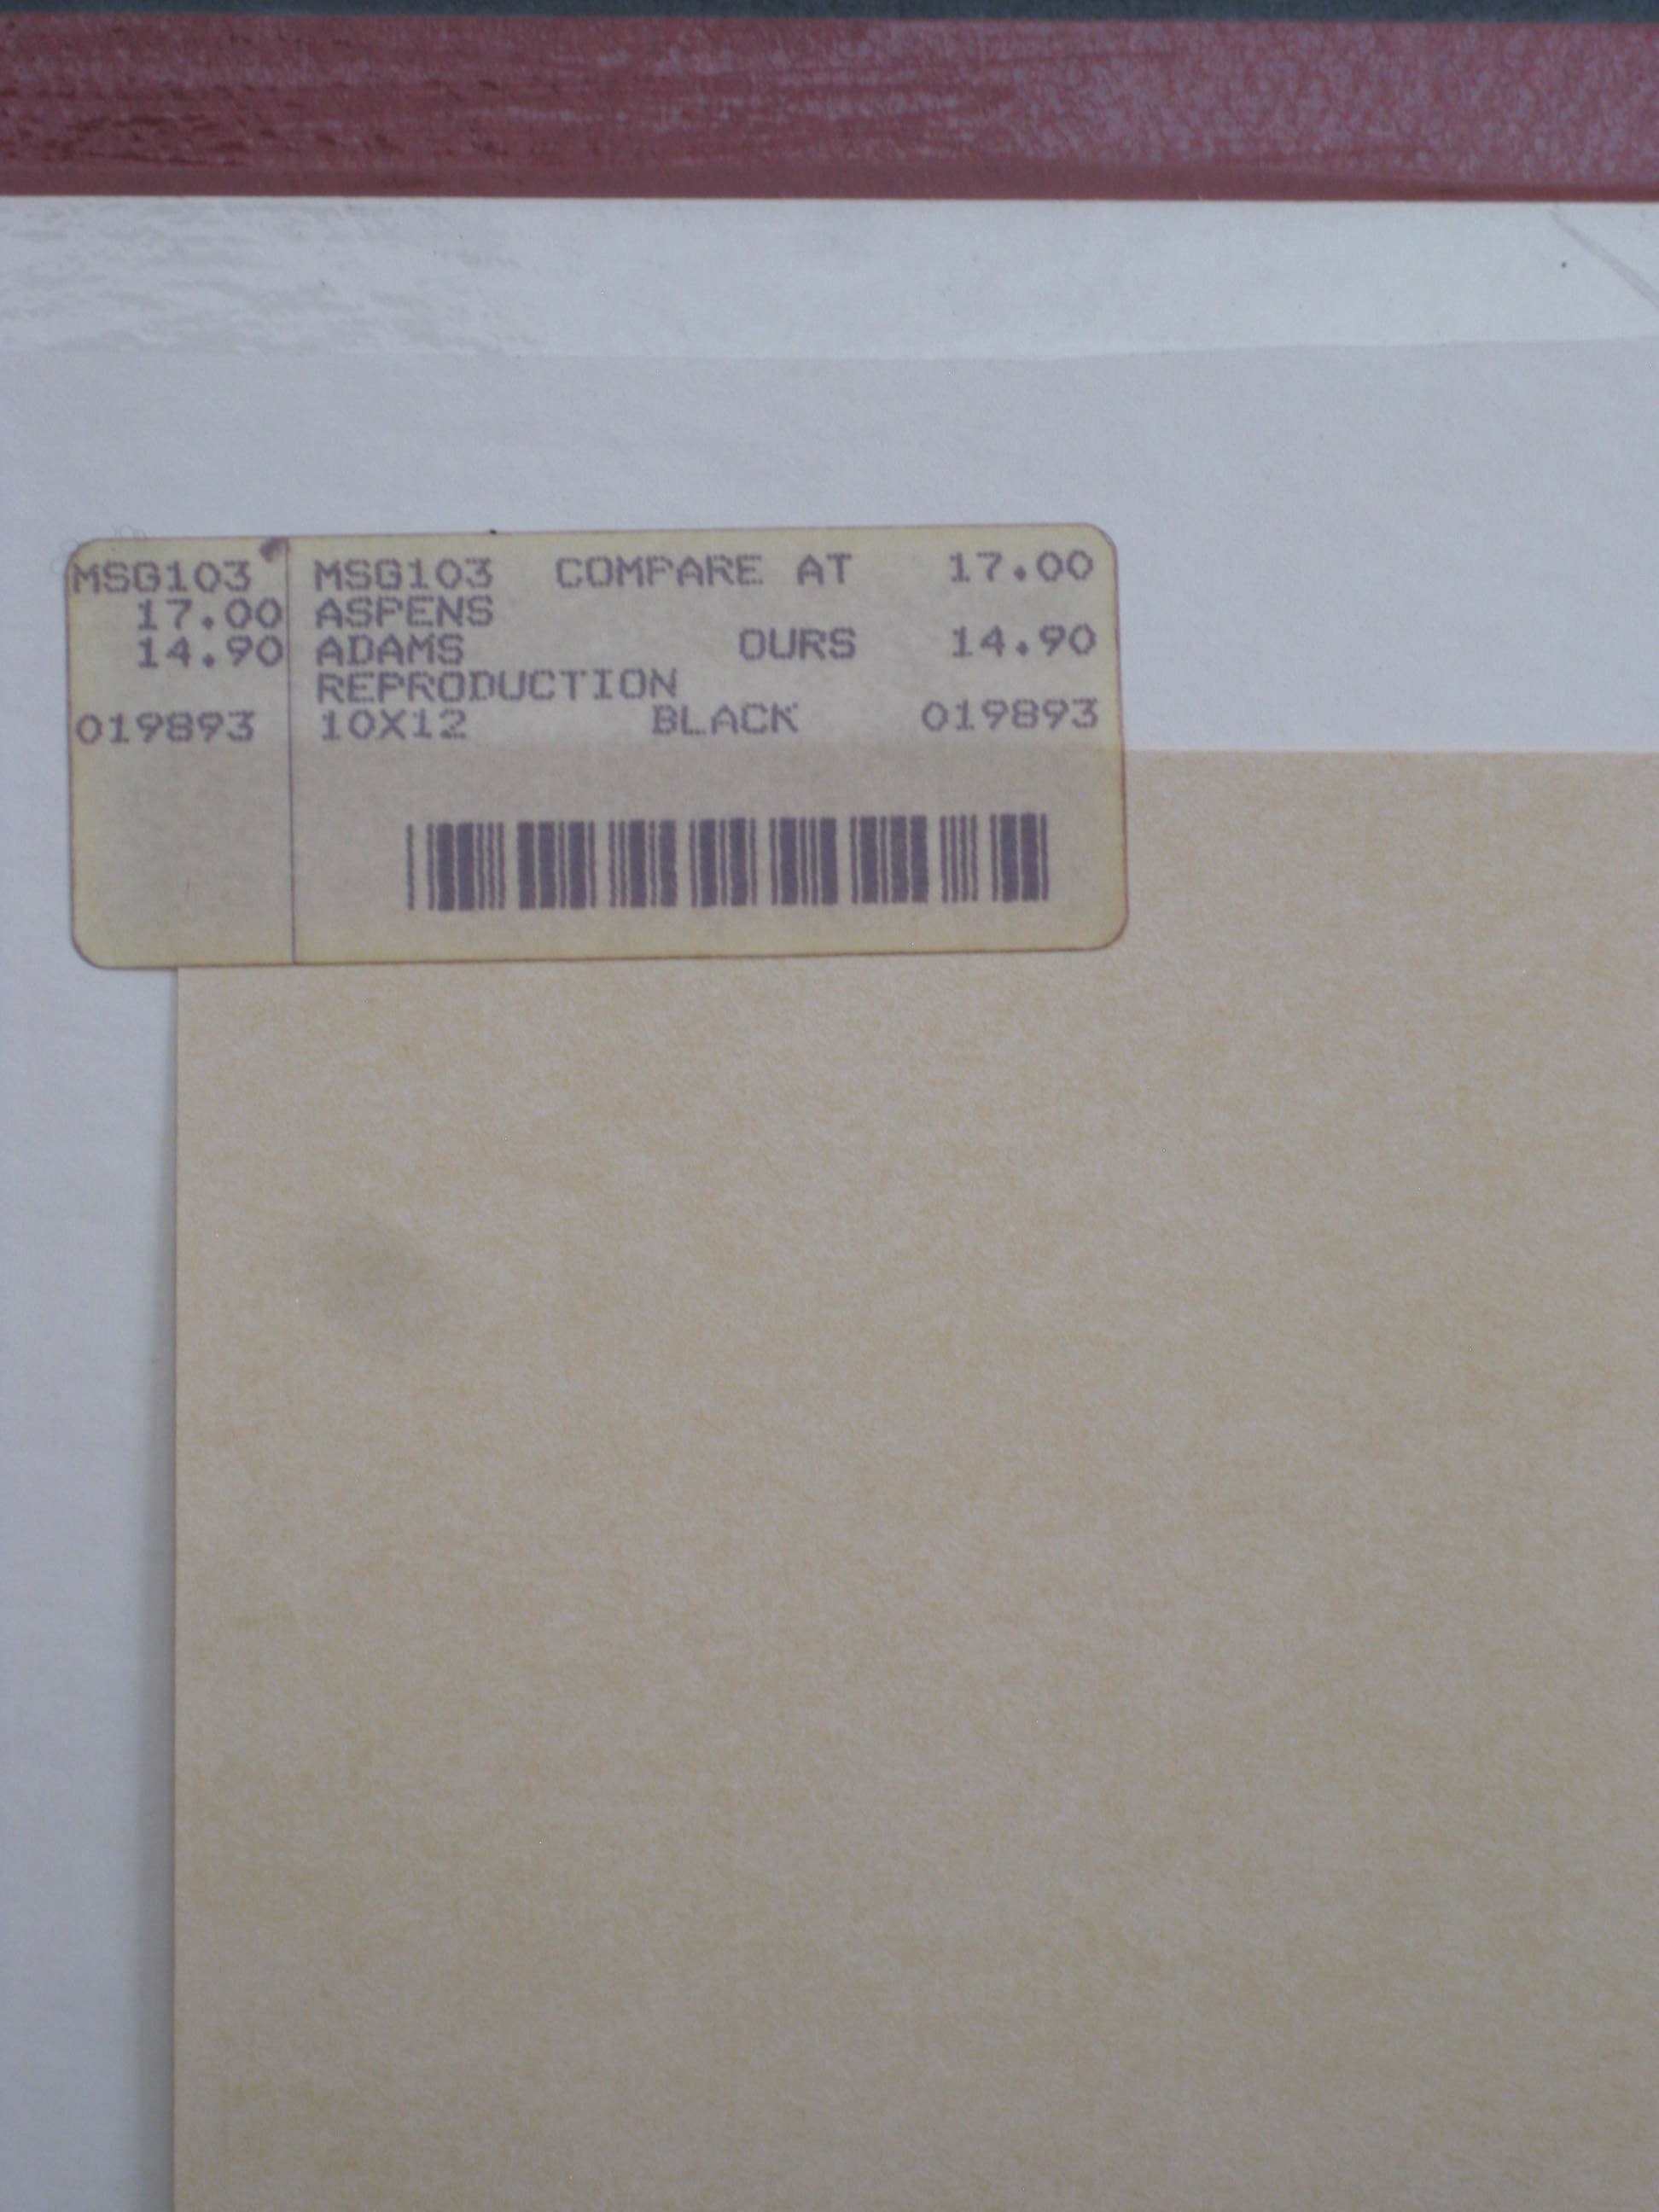 MSG103
17.00
14.90
019893
MSG103 COMPARE AT 17.00
ASPENS
ADAMS OURS 14.90
REPRODUCTION
10X12 BLACK 019893